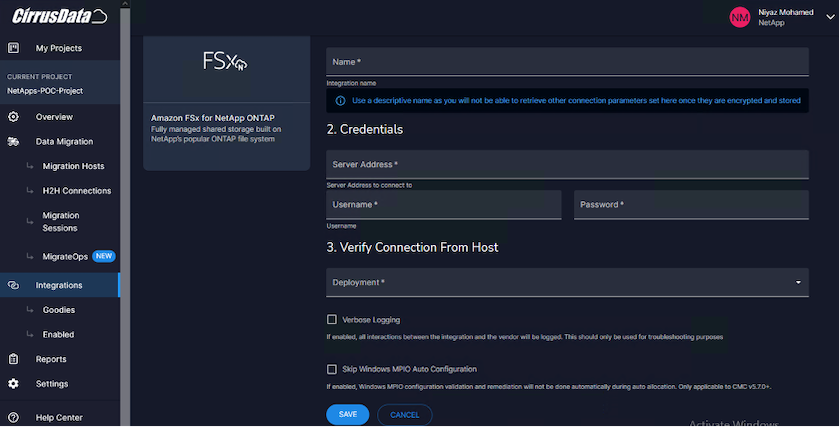 CirrusData
NM
Niyaz Mohamed
NetApp
My Projects
CURRENT PROJECT
NetApps-POC-Project
Overview
Data Migration
Migration Hosts
H2H Connections
Migration
Sessions
MigrateOps NEW
Integrations
Goodies
Enabled
Reports
Settings
Help Center
FSx
N
Amazon FSx for NetApp ONTAP
Fully managed shared storage built on
NetApp's popular ONTAP file system
Name *
Integration name
Use a descriptive name as you will not be able to retrieve other connection parameters set here once they are encrypted and stored
2. Credentials
Server Address *
Server Address to connect to
Username * Password *
Username
3. Verify Connection From Host
Deployment *
Verbose Logging
If enabled, all interactions between the integration and the vendor will be logged. This should only be used for troubleshooting purposes
Skip Windows MPIO Auto Configuration
If enabled, Windows MPIO configuration validation and remediation will not be done automatically during auto allocation. Only applicable to CMC v5.7.0+.
SAVE CANCEL
Activate Windows